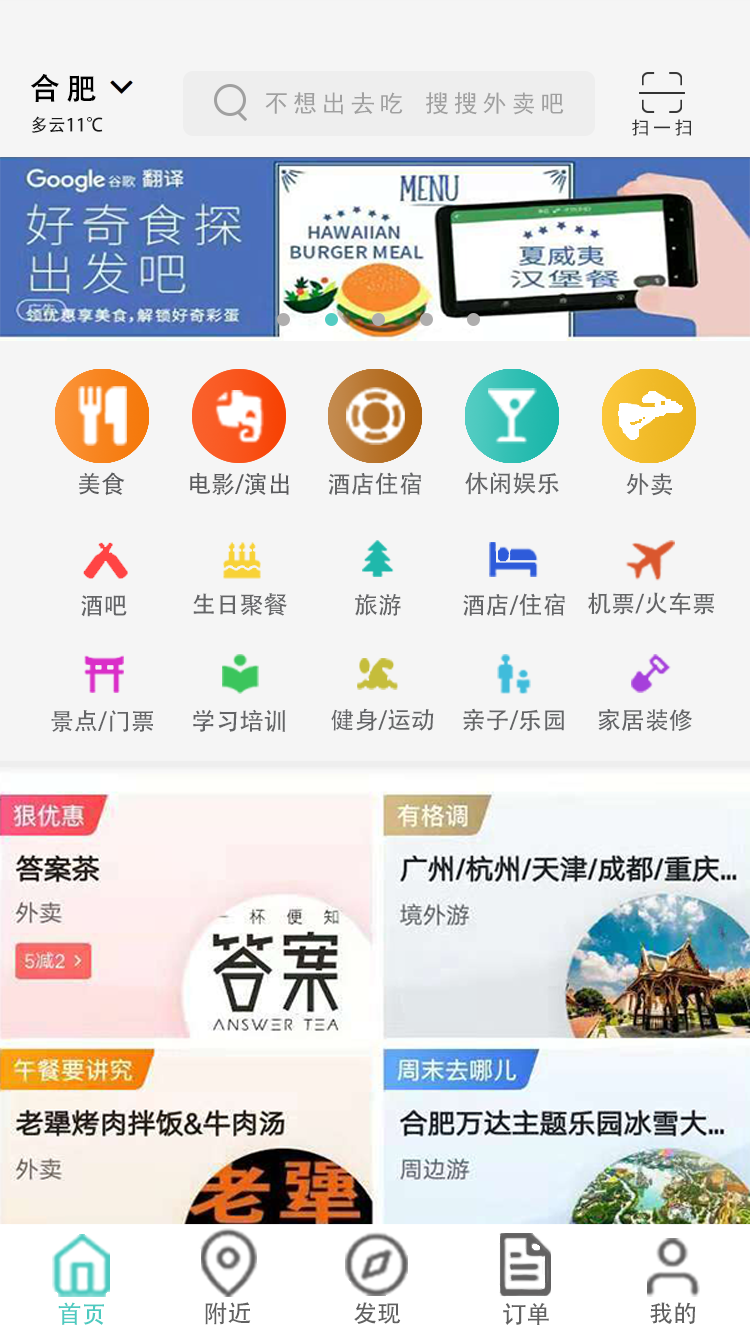 合肥
多云11℃
不想出去吃 搜搜外卖吧
扫一扫
Google 谷歌 翻译
好奇食探
出发吧
广告
领优惠享美食,解锁好奇彩蛋
MENU
HAWAIIAN
BURGER MEAL
夏威夷
汉堡餐
美食
电影/演出
酒店住宿
休闲娱乐
外卖
酒吧
生日聚餐
旅游
酒店/住宿
机票/火车票
景点/门票
学习培训
健身/运动
亲子/乐园
家居装修
狠优惠
答案茶
外卖
5减2 >
一杯便知
答案
ANSWER TEA
有格调
广州/杭州/天津/成都/重庆...
境外游
午餐要讲究
老犟烤肉拌饭&牛肉汤
外卖
老犟
周末去哪儿
合肥万达主题乐园冰雪大...
周边游
首页
附近
发现
订单
我的